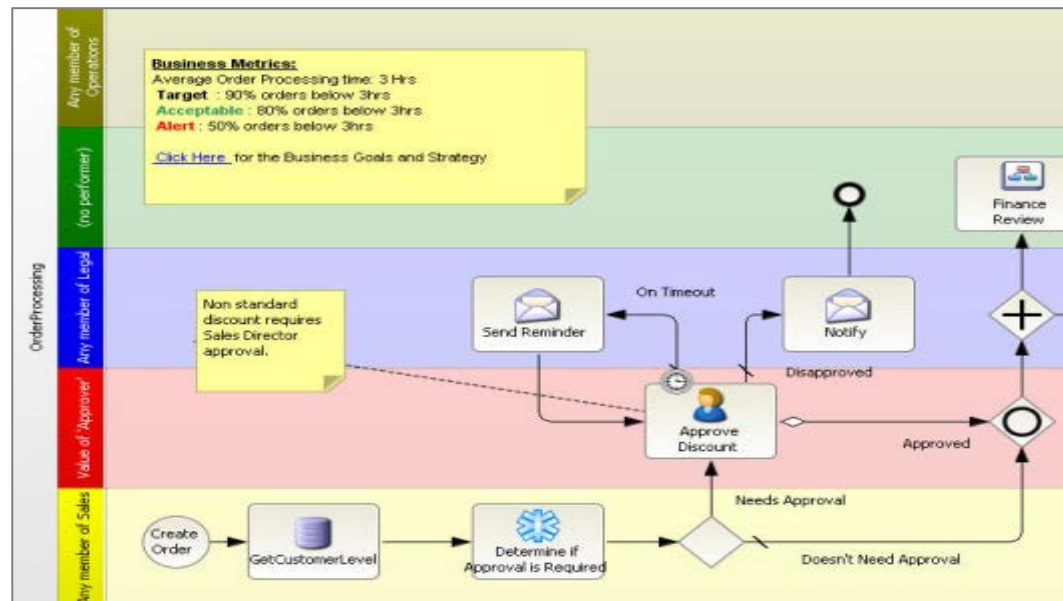 OrderProcessing
Any member of
Operations
(no performer)
Any member of Legal
Value of 'Approver'
Any member of Sales
Business Metrics:
Average Order Processing time: 3 Hrs
Target : 90% orders below 3hrs
Acceptable : 80% orders below 3hrs
Alert : 50% orders below 3hrs
Click Here for the Business Goals and Strategy
Finance
Review
Non standard
discount requires
Sales Director
approval.
Send Reminder
On Timeout
Notify
Disapproved
Approve
Discount
Approved
Needs Approval
Create
Order
GetCustomerLevel
Determine if
Approval is Required
Doesn't Need Approval